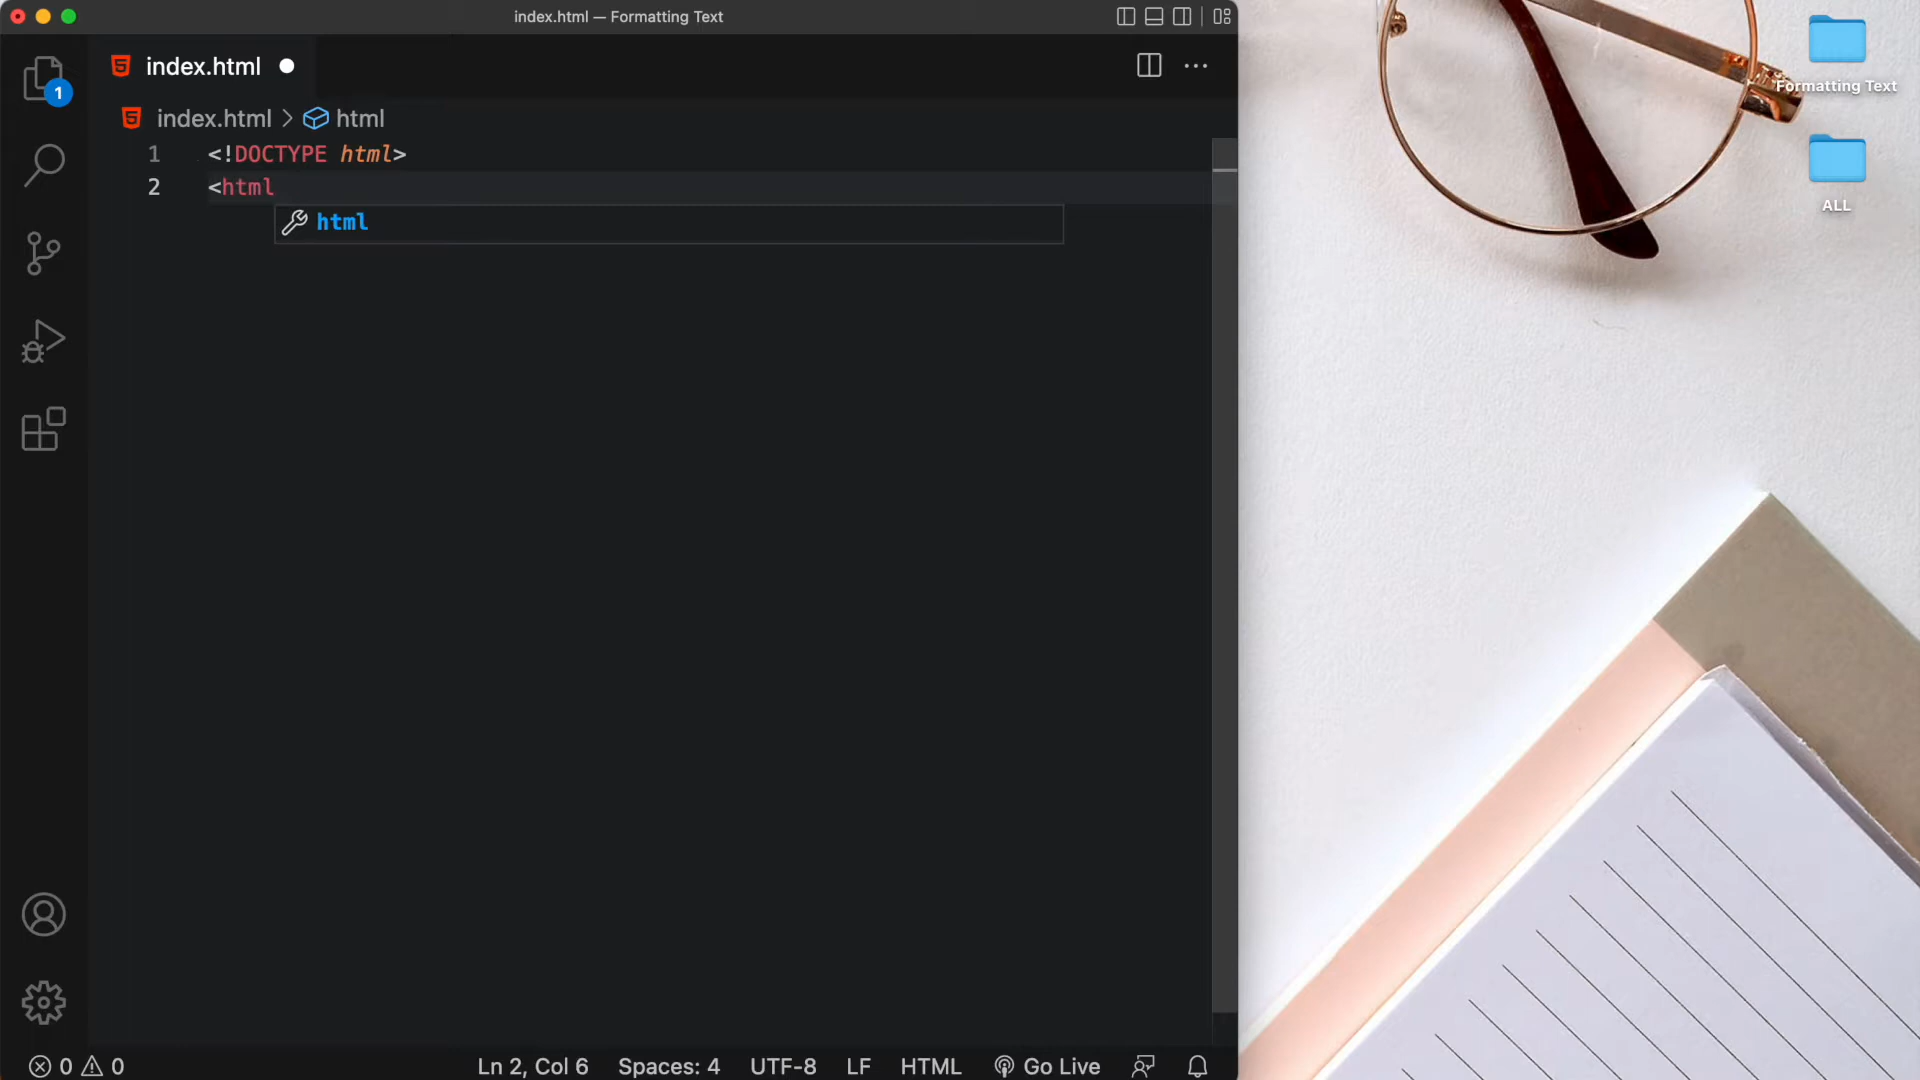 index.html — Formatting Text
index.html
1
index.html > html
1 <!DOCTYPE html>
2 <html
html
0 0 Ln 2, Col 6 Spaces: 4 UTF-8 LF HTML Go Live
Formatting Text
ALL